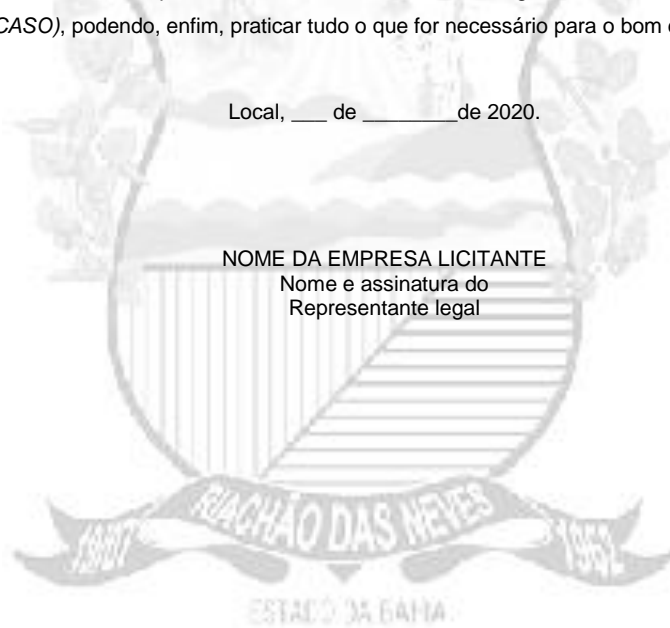 CASO), podendo, enfim, praticar tudo o que for necessário para o bom
Local, ___ de ________de 2020.
NOME DA EMPRESA LICITANTE
Nome e assinatura do
Representante legal
RIACHÃO DAS NEVES
1962
ESTADO DA BAHIA